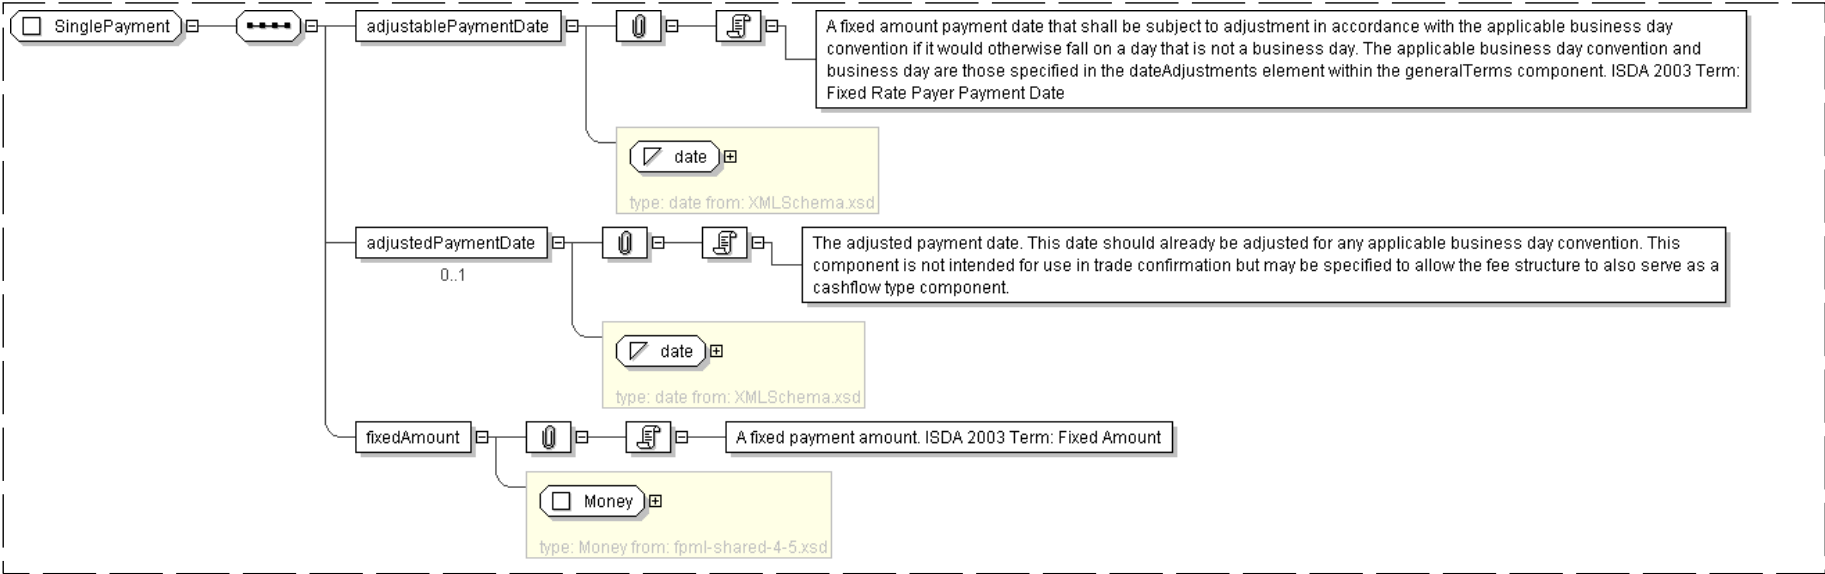 SinglePayment
adjustablePaymentDate
A fixed amount payment date that shall be subject to adjustment in accordance with the applicable business day
convention if it would otherwise fall on a day that is not a business day. The applicable business day convention and
business day are those specified in the dateAdjustments element within the generalTerms component. ISDA 2003 Term:
Fixed Rate Payer Payment Date
date
type: date from: XMLSchema.xsd
adjustedPaymentDate
0..1
The adjusted payment date. This date should already be adjusted for any applicable business day convention. This
component is not intended for use in trade confirmation but may be specified to allow the fee structure to also serve as a
cashflow type component.
date
type: date from: XMLSchema.xsd
fixedAmount
A fixed payment amount. ISDA 2003 Term: Fixed Amount
Money
type: Money from: fpml-shared-4-5.xsd